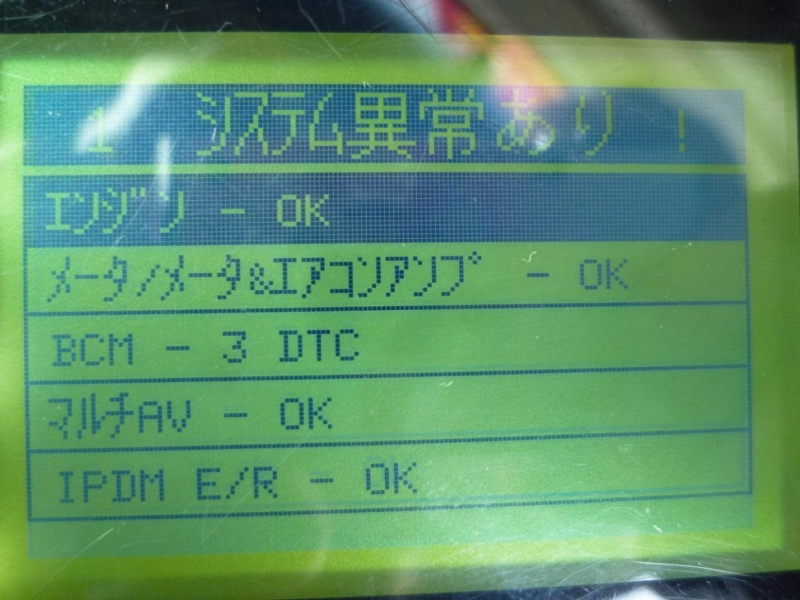 ! システム異常あり !
エンジン - OK
メータ/メータ&エアコンアンプ - OK
BCM - 3 DTC
マルチAV - OK
IPDM E/R - OK